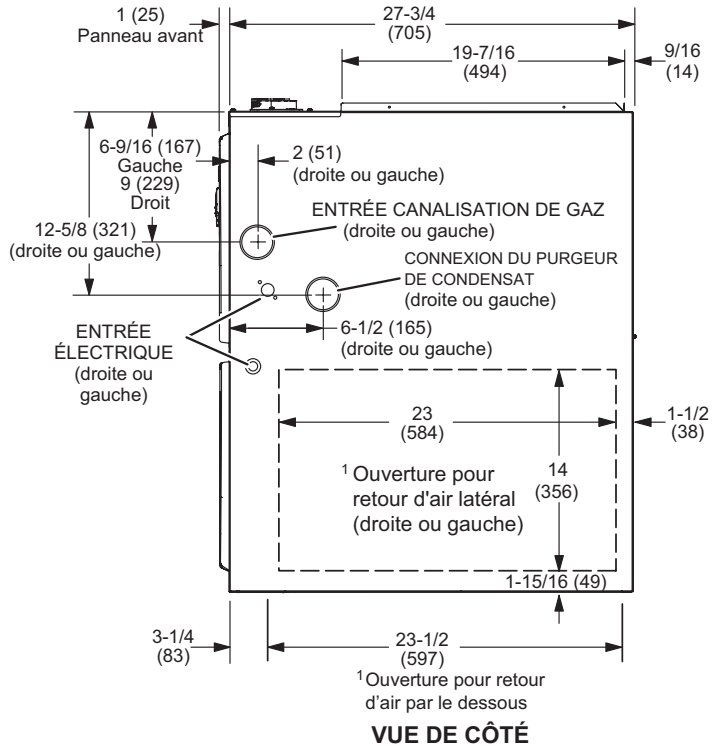 1 (25)
Panneau avant
27-3/4
(705)
19-7/16
(494)
9/16
(14)
6-9/16 (167)
Gauche
9 (229)
Droit
2 (51)
(droite ou gauche)
12-5/8 (321)
(droite ou gauche)
ENTRÉE CANALISATION DE GAZ
(droite ou gauche)
CONNEXION DU PURGEUR
DE CONDENSAT
(droite ou gauche)
6-1/2 (165)
(droite ou gauche)
ENTRÉE
ÉLECTRIQUE
(droite ou
gauche)
23
(584)
1-1/2
(38)
14
(356)
1 Ouverture pour
retour d'air latéral
(droite ou gauche)
1-15/16 (49)
3-1/4
(83)
23-1/2
(597)
1 Ouverture pour retour
d'air par le dessous
VUE DE CÔTÉ